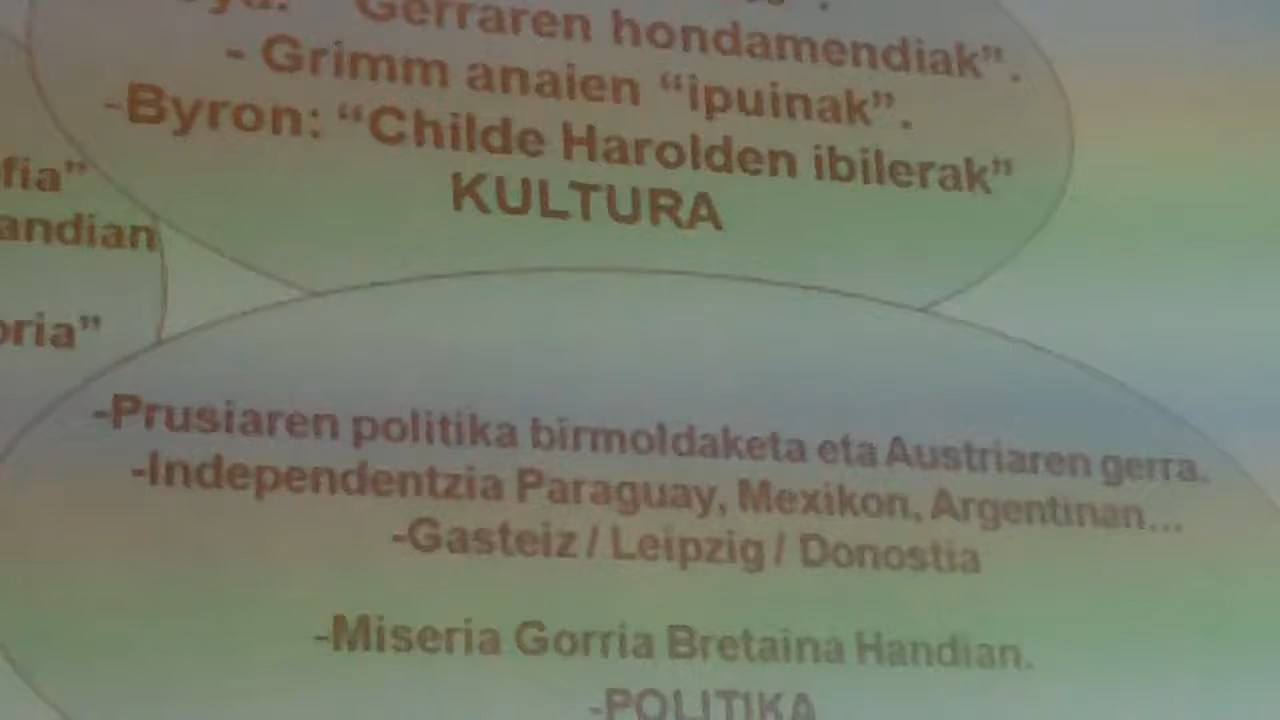 "Gerraren hondamendiak".
- Grimm anaien “ipuinak”.
-Byron: “Childe Harolden ibilerak”
KULTURA
fia”
andian
oria”
-Prusiaren politika birmoldaketa eta Austriaren gerra.
-Independentzia Paraguay, Mexikon, Argentinan...
-Gasteiz / Leipzig / Donostia
-Miseria Gorria Bretaina Handian.
-POLITIKA